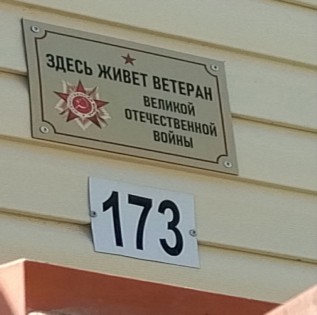 ЗДЕСЬ ЖИВЕТ ВЕТЕРАН
ВЕЛИКОЙ
ОТЕЧЕСТВЕННОЙ
ВОЙНЫ
173